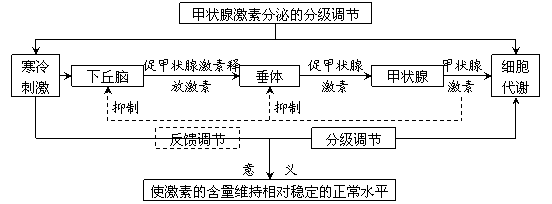 甲状腺激素分泌的分级调节
寒冷
刺激
下丘脑
促甲状腺激素释
放激素
垂体
促甲状腺
激素
甲状腺
甲状腺
激素
细胞
代谢
抑制
抑制
反馈调节
分级调节
意 义
使激素的含量维持相对稳定的正常水平